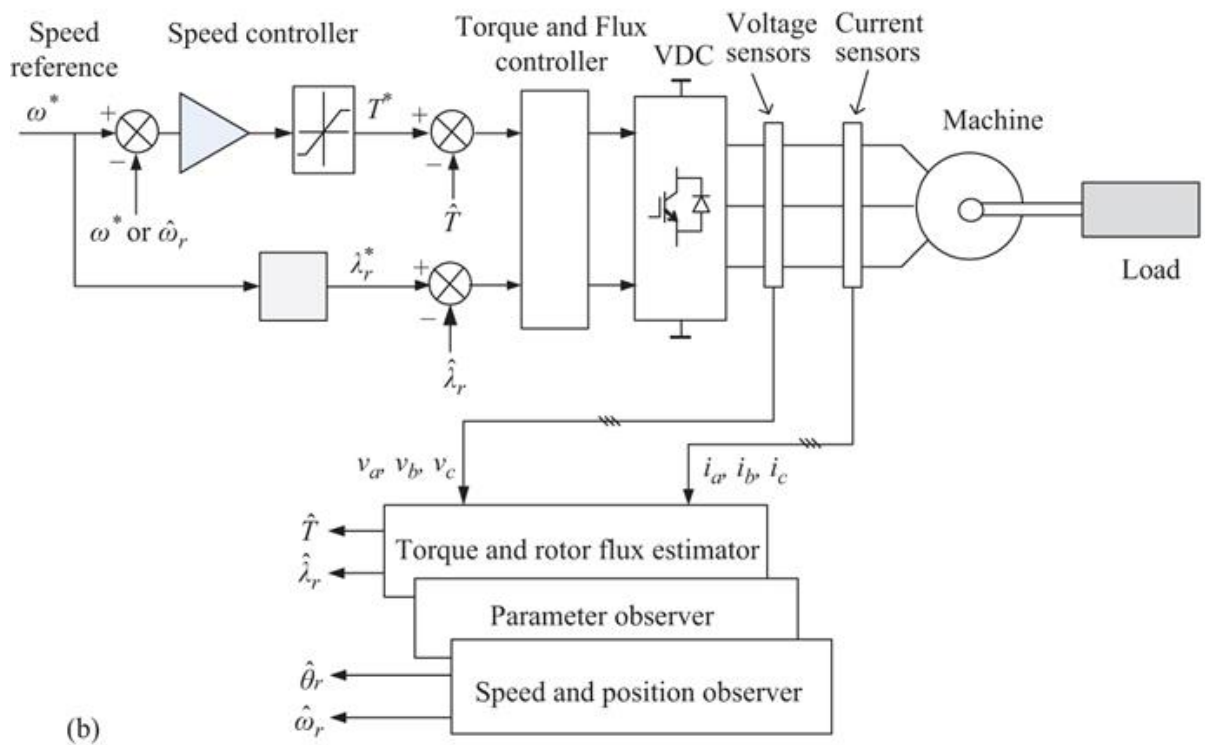 Speed
reference
Speed controller
Torque and Flux
controller
VDC
Voltage
sensors
Current
sensors
Machine
Load
ω*
+
−
ω* or ω̂r
T*
+
−
T̂
λr*
+
−
λ̂r
va, vb, vc
ia, ib, ic
T̂
λ̂r
Torque and rotor flux estimator
Parameter observer
θ̂r
ω̂r
Speed and position observer
(b)